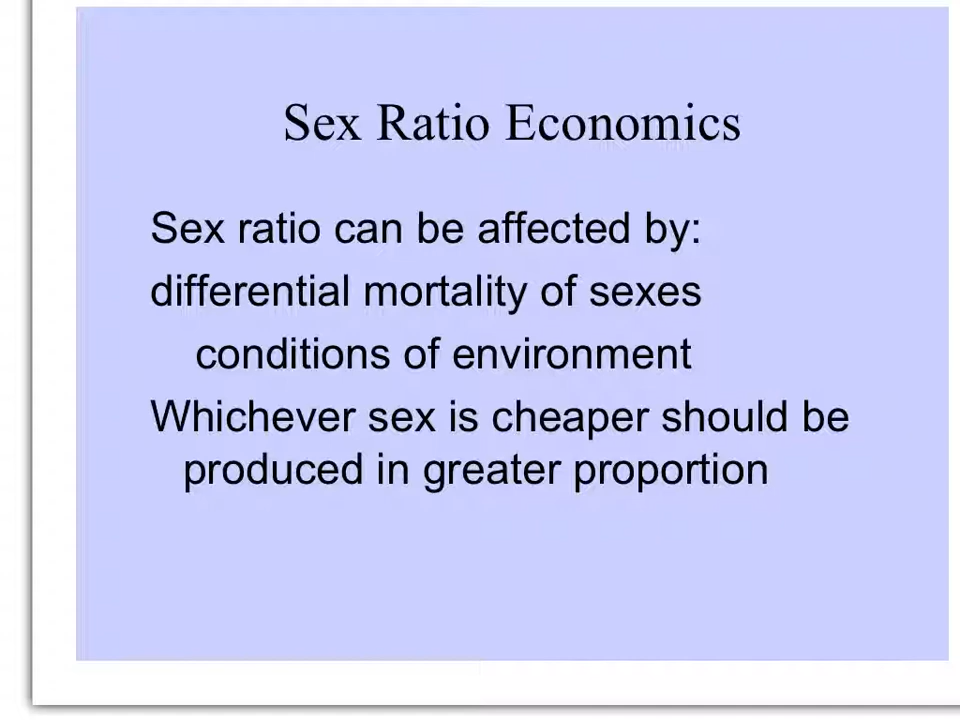 Sex Ratio Economics
Sex ratio can be affected by:
differential mortality of sexes
conditions of environment
Whichever sex is cheaper should be
produced in greater proportion